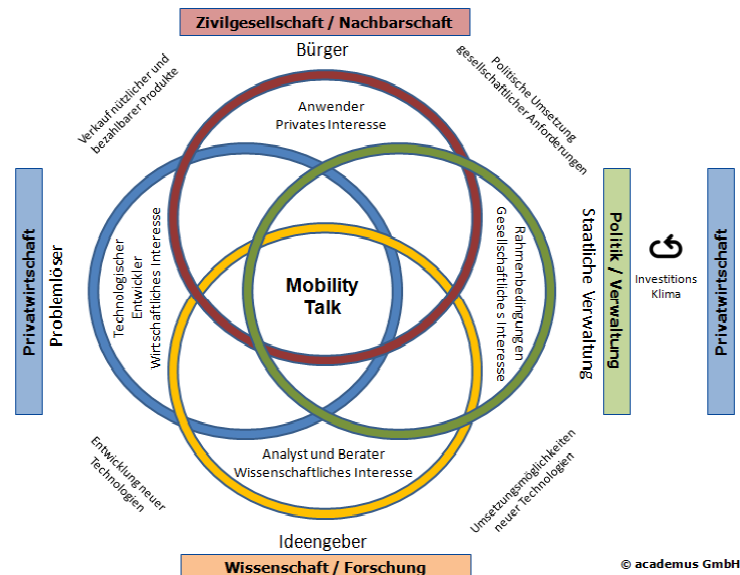 Zivilgesellschaft / Nachbarschaft
Bürger
Verkauf nützlicher und
bezahlbarer Produkte
Politische Umsetzung
gesellschaftlicher Anforderungen
Anwender
Privates Interesse
Privatwirtschaft
Problemlöser
Technologischer
Entwickler
Wirtschaftliches Interesse
Mobility
Talk
Rahmenbedingungen
Gesellschaftliche s Interesse
Staatliche Verwaltung
Politik / Verwaltung
Investitions
Klima
Privatwirtschaft
Analyst und Berater
Wissenschaftliches Interesse
Entwicklung neuer
Technologien
Umsetzungsmöglichkeiten
neuer Technologien
Ideengeber
Wissenschaft / Forschung
© academus GmbH